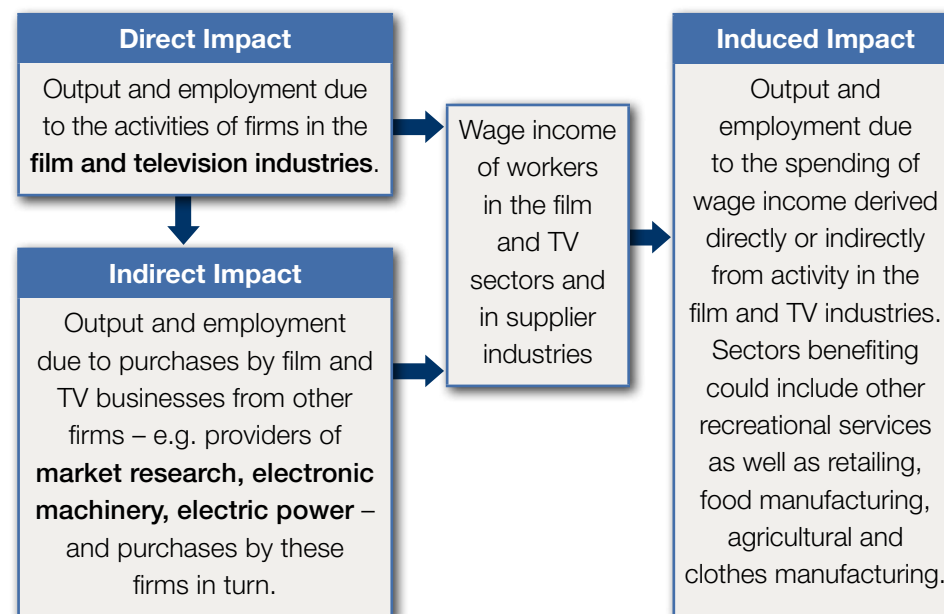 Direct Impact
Output and employment due
to the activities of firms in the
film and television industries.
Indirect Impact
Output and employment
due to purchases by film and
TV businesses from other
firms – e.g. providers of
market research, electronic
machinery, electric power –
and purchases by these
firms in turn.
Wage income
of workers
in the film
and TV
sectors and
in supplier
industries
Induced Impact
Output and
employment due
to the spending of
wage income derived
directly or indirectly
from activity in the
film and TV industries.
Sectors benefiting
could include other
recreational services
as well as retailing,
food manufacturing,
agricultural and
clothes manufacturing.